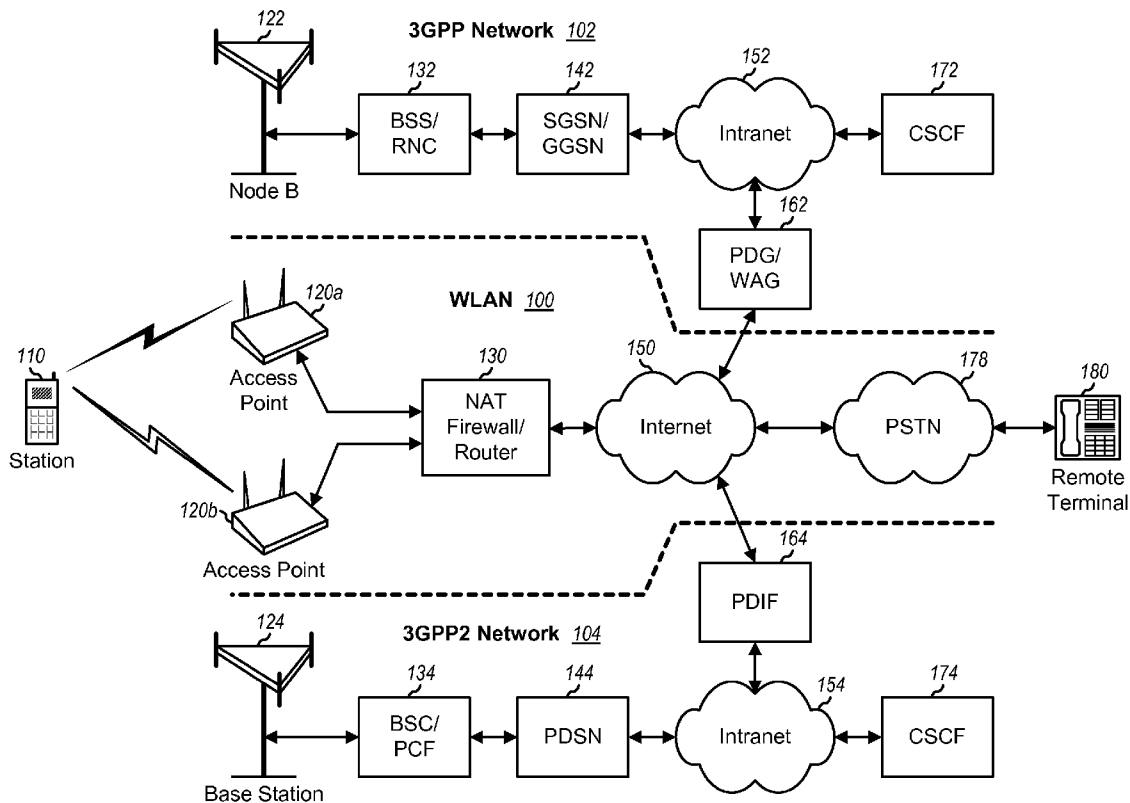 122
3GPP Network 102
132
142
152
172
BSS/
RNC
SGSN/
GGSN
Intranet
CSCF
Node B
162
PDG/
WAG
120a
WLAN 100
Access
Point
110
Station
130
NAT
Firewall/
Router
150
Internet
178
PSTN
180
Remote
Terminal
120b
Access Point
164
PDIF
124
3GPP2 Network 104
134
144
154
174
BSC/
PCF
PDSN
Intranet
CSCF
Base Station